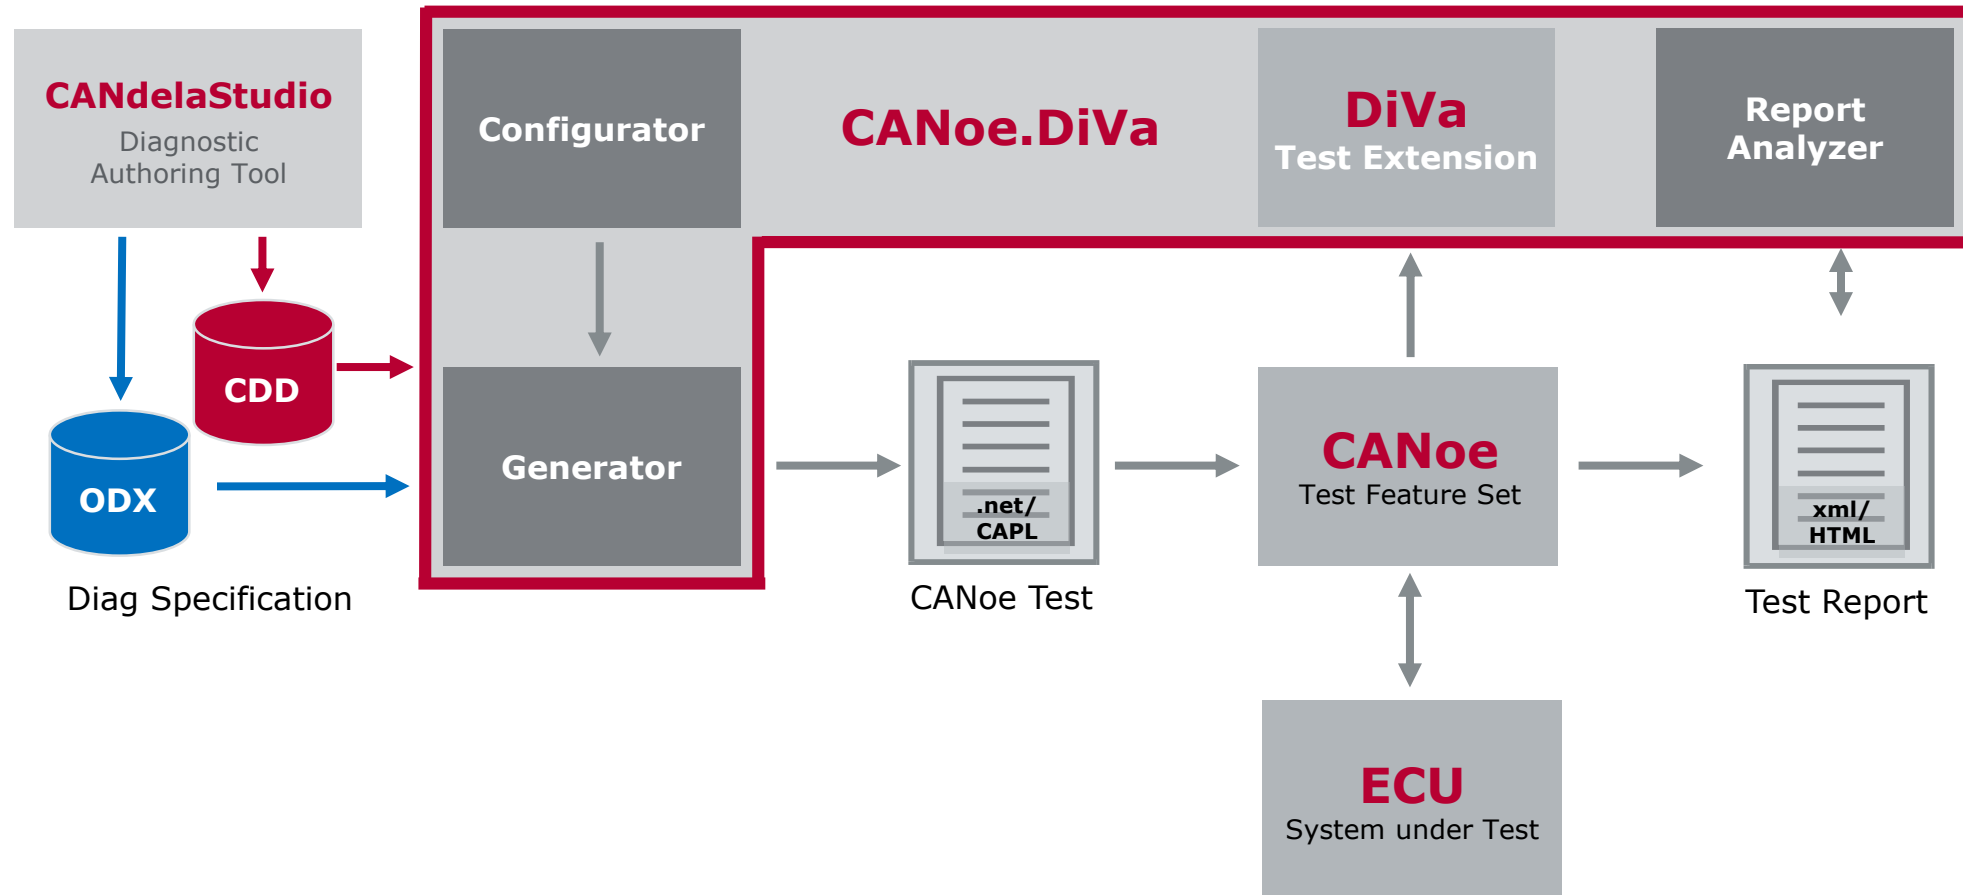 CANdelaStudio
Diagnostic
Authoring Tool
Configurator
CANoe.DiVa
DiVa
Test Extension
Report
Analyzer
CDD
ODX
Diag Specification
Generator
.net/
CAPL
CANoe Test
CANoe
Test Feature Set
xml/
HTML
Test Report
ECU
System under Test